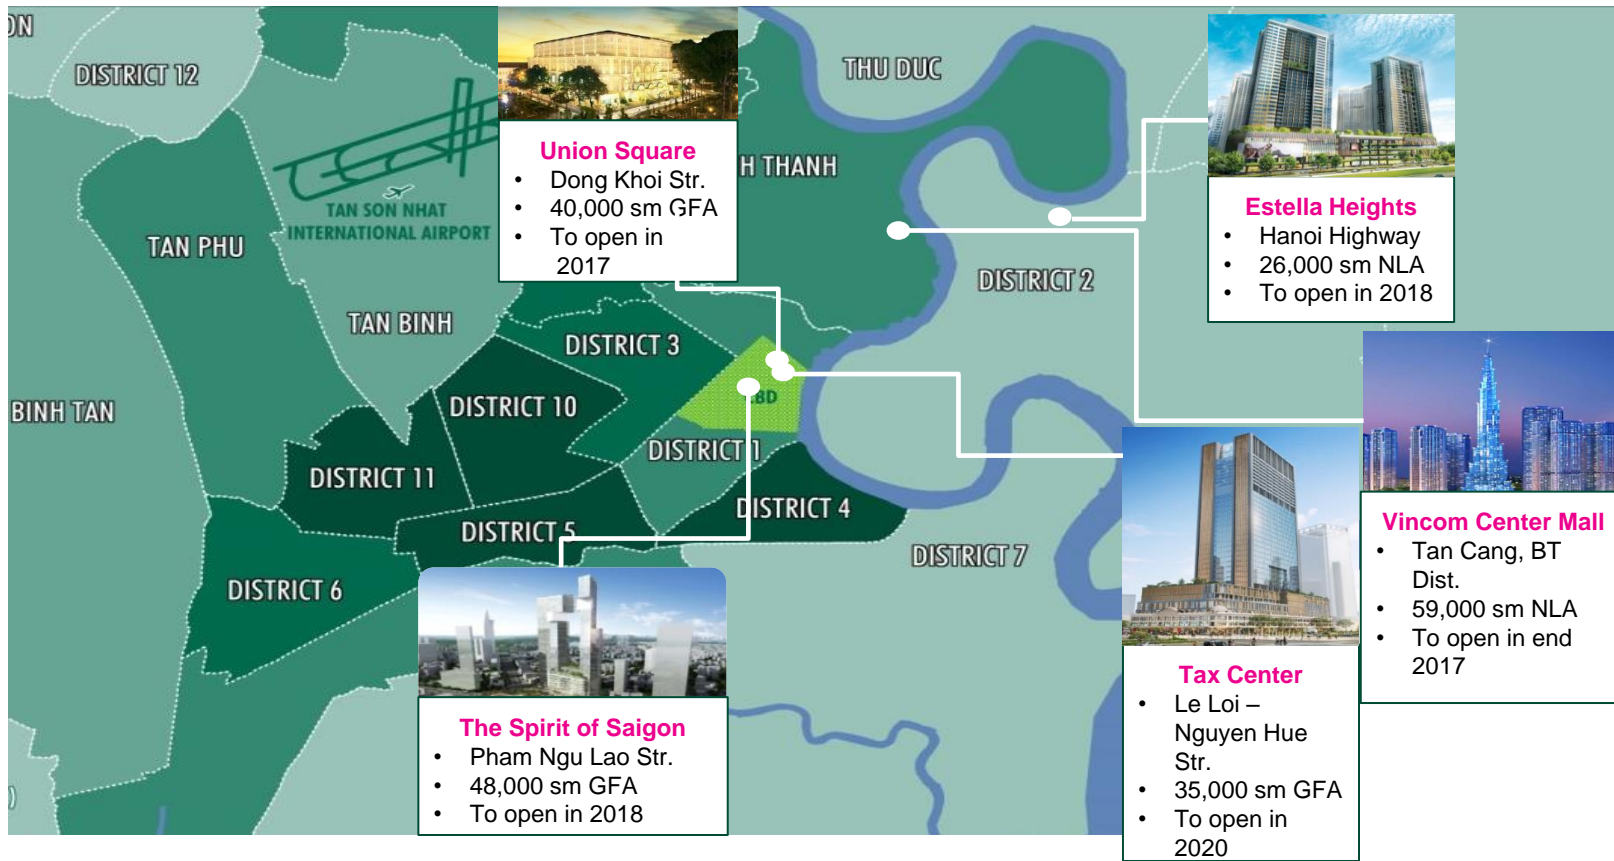 ON
DISTRICT 12
THU DUC
TAN SON NHAT
INTERNATIONAL AIRPORT
H THANH
TAN PHU
DISTRICT 2
TAN BINH
DISTRICT 3
BINH TAN
DISTRICT 10
BD
DISTRICT 1
DISTRICT 11
DISTRICT 4
DISTRICT 5
DISTRICT 7
DISTRICT 6
)
Union Square
• Dong Khoi Str.
• 40,000 sm GFA
• To open in
2017
Estella Heights
• Hanoi Highway
• 26,000 sm NLA
• To open in 2018
Vincom Center Mall
• Tan Cang, BT
Dist.
• 59,000 sm NLA
• To open in end
2017
Tax Center
• Le Loi –
Nguyen Hue
Str.
• 35,000 sm GFA
• To open in
2020
The Spirit of Saigon
• Pham Ngu Lao Str.
• 48,000 sm GFA
• To open in 2018